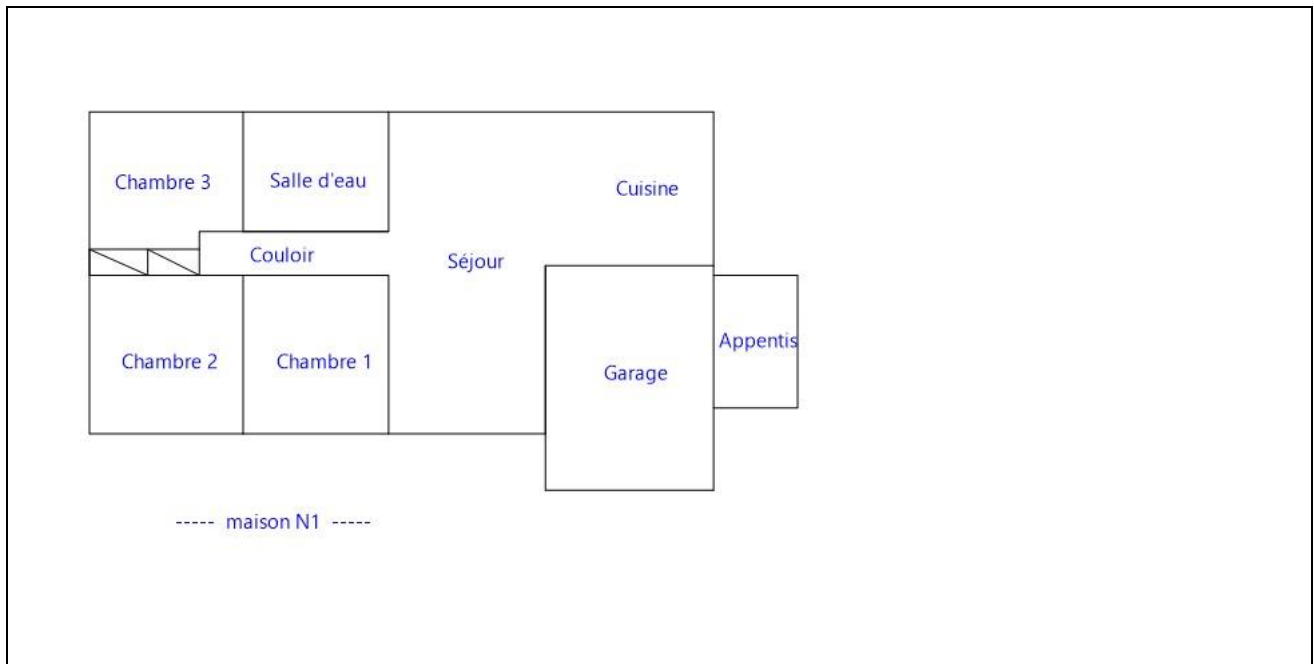 Chambre 3
Salle d'eau
Cuisine
Couloir
Séjour
Appentis
Chambre 2
Chambre 1
Garage
----- maison N1 -----